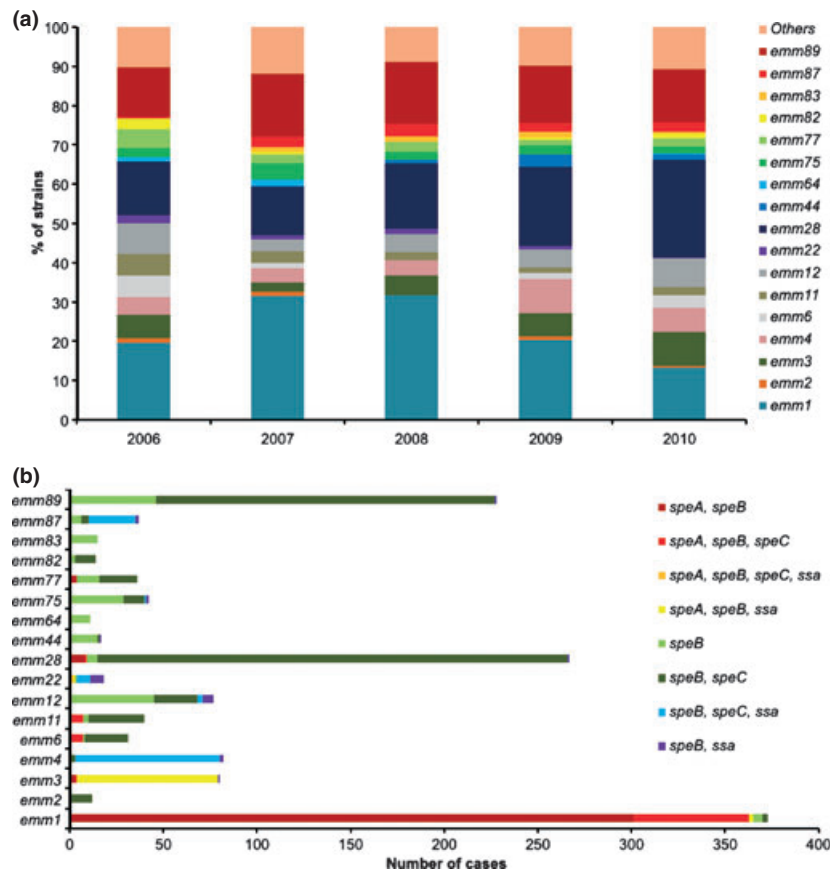 (a)
100
90
80
70
60
50
40
30
20
10
0
% of strains
2006
2007
2008
2009
2010
Others
emm89
emm87
emm83
emm82
emm77
emm75
emm64
emm44
emm28
emm22
emm12
emm11
emm6
emm4
emm3
emm2
emm1
(b)
emm89
emm87
emm83
emm82
emm77
emm75
emm64
emm44
emm28
emm22
emm12
emm11
emm6
emm4
emm3
emm2
emm1
0
50
100
150
200
250
300
350
400
Number of cases
speA, speB
speA, speB, speC
speA, speB, speC, ssa
speA, speB, ssa
speB
speB, speC
speB, speC, ssa
speB, ssa